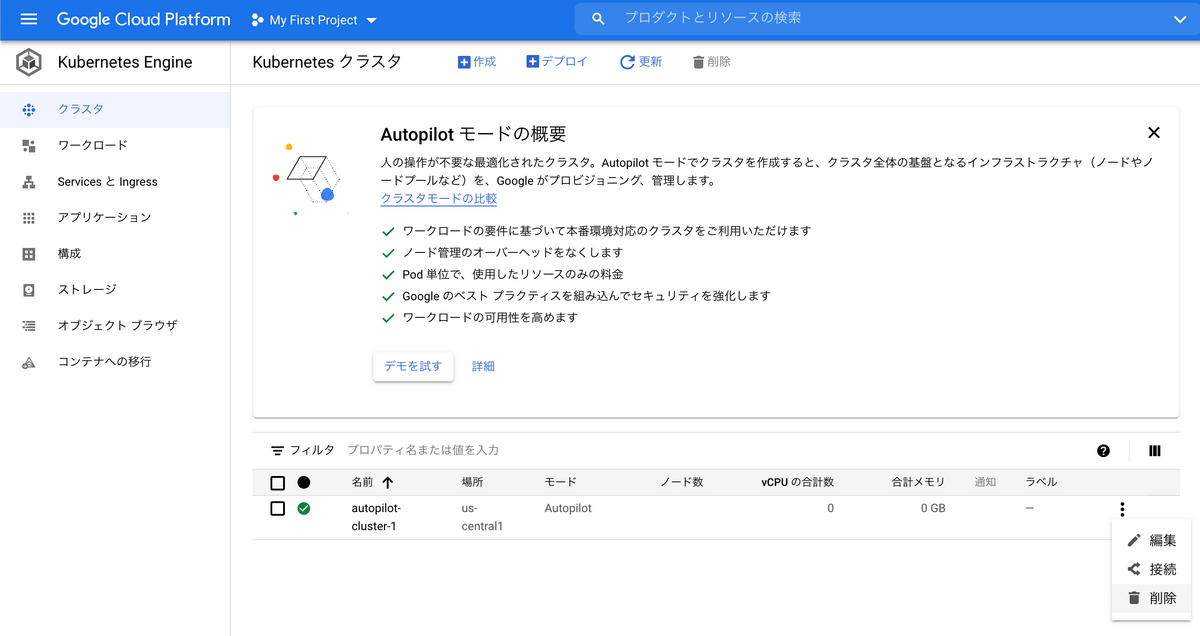 Google Cloud Platform My First Project プロダクトとリソースの検索
Kubernetes Engine
Kubernetes クラスタ 作成 デプロイ 更新 削除
クラスタ
ワークロード
Services と Ingress
アプリケーション
構成
ストレージ
オブジェクト ブラウザ
コンテナへの移行
Autopilot モードの概要
人の操作が不要な最適化されたクラスタ。Autopilot モードでクラスタを作成すると、クラスタ全体の基盤となるインフラストラクチャ（ノードやノ
ードプールなど）を、Google がプロビジョニング、管理します。
クラスタモードの比較
ワークロードの要件に基づいて本番環境対応のクラスタをご利用いただけます
ノード管理のオーバーヘッドをなくします
Pod 単位で、使用したリソースのみの料金
Google のベスト プラクティスを組み込んでセキュリティを強化します
ワークロードの可用性を高めます
デモを試す 詳細
フィルタ プロパティ名または値を入力
名前 場所 モード ノード数 vCPU の合計数 合計メモリ 通知 ラベル
autopilot- us- Autopilot 0 0 GB —
cluster-1 central1
編集
接続
削除